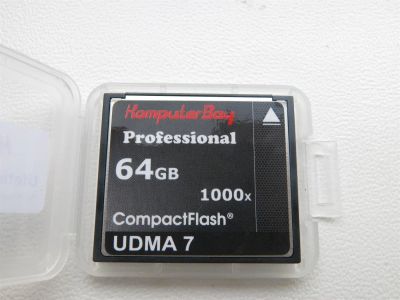 KomputerBay
Professional
64GB
1000x
CompactFlash®
UDMA 7